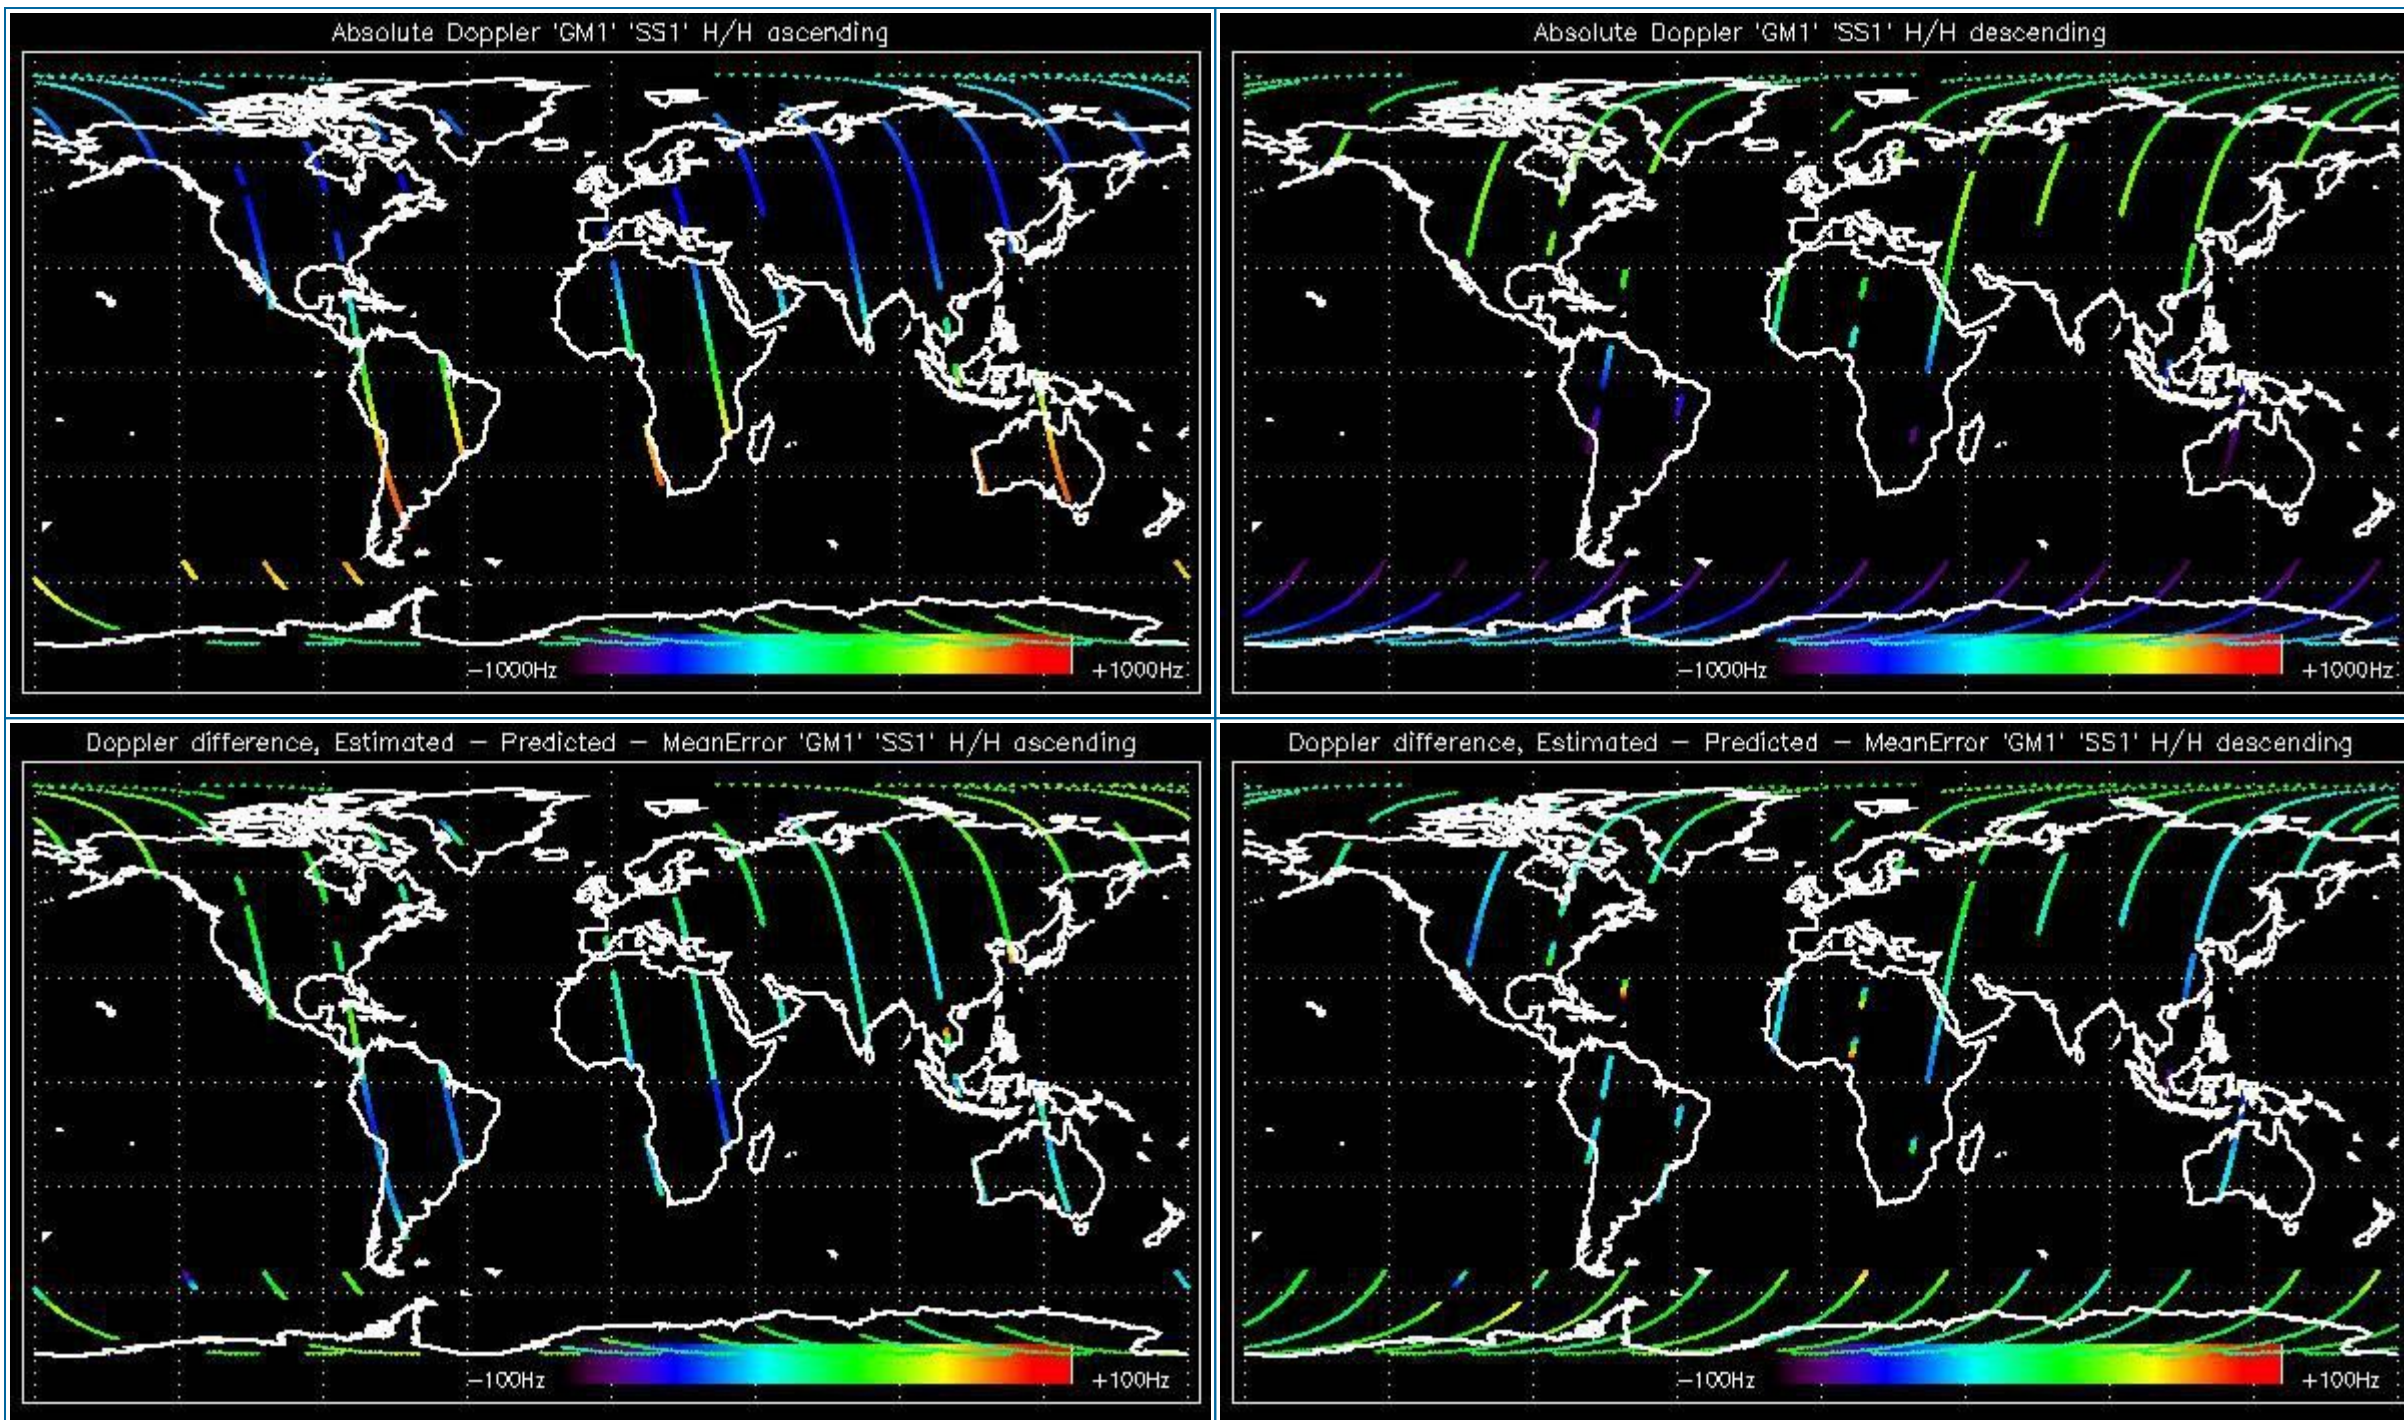 Absolute Doppler 'GM1' 'SS1' H/H ascending
-1000Hz
+1000Hz
Absolute Doppler 'GM1' 'SS1' H/H descending
-1000Hz
+1000Hz
Doppler difference, Estimated - Predicted - MeanError 'GM1' 'SS1' H/H ascending
-100Hz
+100Hz
Doppler difference, Estimated - Predicted - MeanError 'GM1' 'SS1' H/H descending
-100Hz
+100Hz